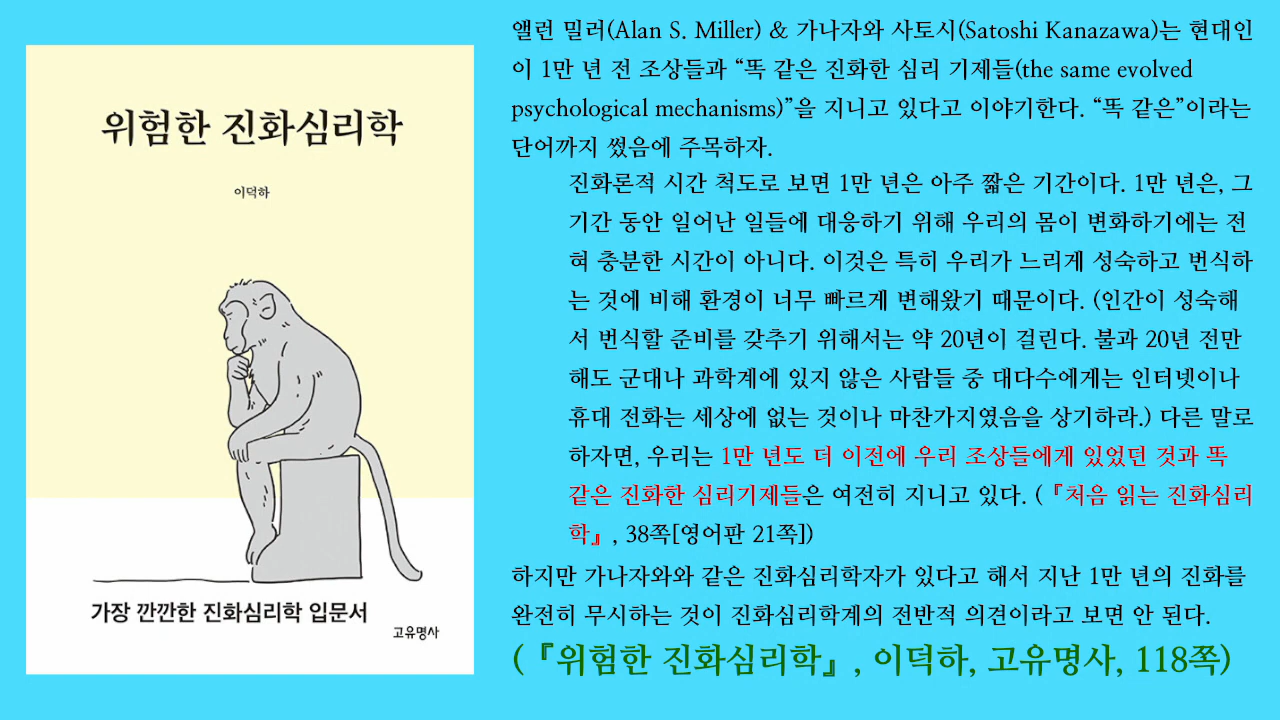 위험한 진화심리학
이덕하
가장 깐깐한 진화심리학 입문서
고유명사
앨런 밀러(Alan S. Miller) & 가나자와 사토시(Satoshi Kanazawa)는 현대인
이 1만 년 전 조상들과 “똑 같은 진화한 심리 기제들(the same evolved
psychological mechanisms)”을 지니고 있다고 이야기한다. “똑 같은”이라는
단어까지 썼음에 주목하자.
진화론적 시간 척도로 보면 1만 년은 아주 짧은 기간이다. 1만 년은, 그
기간 동안 일어난 일들에 대응하기 위해 우리의 몸이 변화하기에는 전
혀 충분한 시간이 아니다. 이것은 특히 우리가 느리게 성숙하고 번식하
는 것에 비해 환경이 너무 빠르게 변해왔기 때문이다. (인간이 성숙해
서 번식할 준비를 갖추기 위해서는 약 20년이 걸린다. 불과 20년 전만
해도 군대나 과학계에 있지 않은 사람들 중 대다수에게는 인터넷이나
휴대 전화는 세상에 없는 것이나 마찬가지였음을 상기하라.) 다른 말로
하자면, 우리는 1만 년도 더 이전에 우리 조상들에게 있었던 것과 똑
같은 진화한 심리기제들은 여전히 지니고 있다. (『처음 읽는 진화심리
학』, 38쪽[영어판 21쪽])
하지만 가나자와와 같은 진화심리학자가 있다고 해서 지난 1만 년의 진화를
완전히 무시하는 것이 진화심리학계의 전반적 의견이라고 보면 안 된다.
(『위험한 진화심리학』, 이덕하, 고유명사, 118쪽)